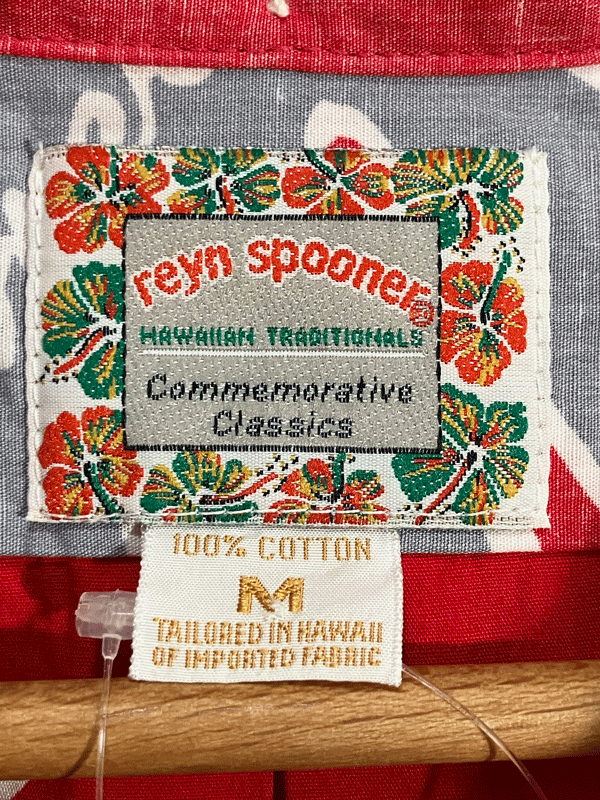 reyn spooner®
HAWAIIAN TRADITIONALS
Commemorative
Classics
100% COTTON
M
TAILORED IN HAWAII
OF IMPORTED FABRIC